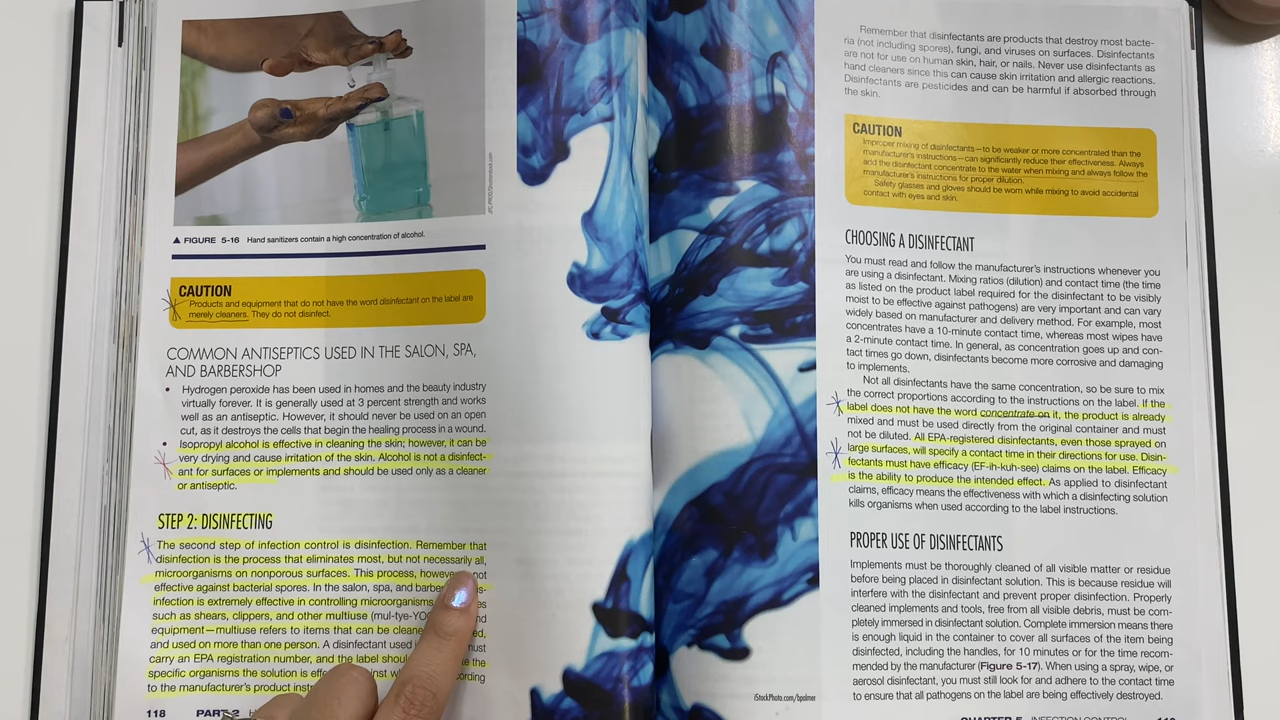 JFC PROD/Shutterstock.com
▲ FIGURE 5-16 Hand sanitizers contain a high concentration of alcohol.
CAUTION
Products and equipment that do not have the word disinfectant on the label are
merely cleaners. They do not disinfect.
COMMON ANTISEPTICS USED IN THE SALON, SPA,
AND BARBERSHOP
• Hydrogen peroxide has been used in homes and the beauty industry
virtually forever. It is generally used at 3 percent strength and works
well as an antiseptic. However, it should never be used on an open
cut, as it destroys the cells that begin the healing process in a wound.
• Isopropyl alcohol is effective in cleaning the skin; however, it can be
very drying and cause irritation of the skin. Alcohol is not a disinfect-
ant for surfaces or implements and should be used only as a cleaner
or antiseptic.
STEP 2: DISINFECTING
The second step of infection control is disinfection. Remember that
disinfection is the process that eliminates most, but not necessarily all,
microorganisms on nonporous surfaces. This process, however not
effective against bacterial spores. In the salon, spa, and barber
infection is extremely effective in controlling microorganisms
such as shears, clippers, and other multiuse (mul-tye-YOO
equipment—multiuse refers to items that can be cleaned
and used on more than one person. A disinfectant used must
carry an EPA registration number, and the label should the
specific organisms the solution is effective against
to the manufacturer's product
118 PART 2
iStockPhoto.com/bpalmer
Remember that disinfectants are products that destroy most bacte-
ria (not including spores), fungi, and viruses on surfaces. Disinfectants
are not for use on human skin, hair, or nails. Never use disinfectants as
hand cleaners since this can cause skin irritation and allergic reactions.
Disinfectants are pesticides and can be harmful if absorbed through
the skin.
CAUTION
Improper mixing of disinfectants—to be weaker or more concentrated than the
manufacturer's instructions—can significantly reduce their effectiveness. Always
add the disinfectant concentrate to the water when mixing and always follow the
manufacturer's instructions for proper dilution.
Safety glasses and gloves should be worn while mixing to avoid accidental
contact with eyes and skin.
CHOOSING A DISINFECTANT
You must read and follow the manufacturer's instructions whenever you
are using a disinfectant. Mixing ratios (dilution) and contact time (the time
as listed on the product label required for the disinfectant to be visibly
moist to be effective against pathogens) are very important and can vary
widely based on manufacturer and delivery method. For example, most
concentrates have a 10-minute contact time, whereas most wipes have
a 2-minute contact time. In general, as concentration goes up and con-
tact times go down, disinfectants become more corrosive and damaging
to implements.
Not all disinfectants have the same concentration, so be sure to mix
the correct proportions according to the instructions on the label. If the
label does not have the word concentrate on it, the product is already
mixed and must be used directly from the original container and must
not be diluted. All EPA-registered disinfectants, even those sprayed on
large surfaces, will specify a contact time in their directions for use. Disin-
fectants must have efficacy (EF-ih-kuh-see) claims on the label. Efficacy
is the ability to produce the intended effect. As applied to disinfectant
claims, efficacy means the effectiveness with which a disinfecting solution
kills organisms when used according to the label instructions.
PROPER USE OF DISINFECTANTS
Implements must be thoroughly cleaned of all visible matter or residue
before being placed in disinfectant solution. This is because residue will
interfere with the disinfectant and prevent proper disinfection. Properly
cleaned implements and tools, free from all visible debris, must be com-
pletely immersed in disinfectant solution. Complete immersion means there
is enough liquid in the container to cover all surfaces of the item being
disinfected, including the handles, for 10 minutes or for the time recom-
mended by the manufacturer (Figure 5-17). When using a spray, wipe, or
aerosol disinfectant, you must still look for and adhere to the contact time
to ensure that all pathogens on the label are being effectively destroyed.
CHAPTER 5 INFECTION CONTROL